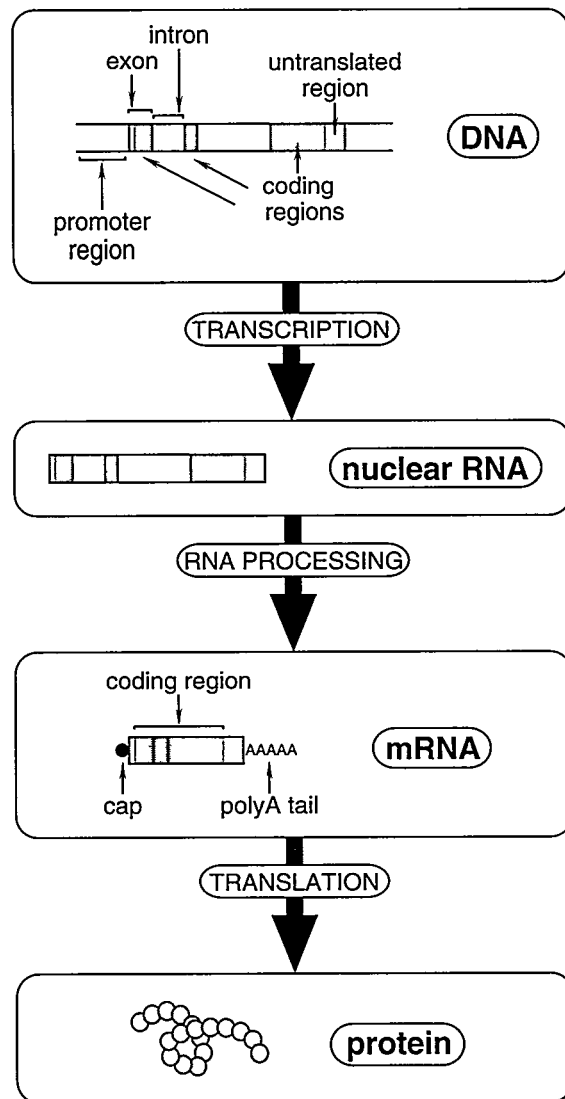 intron
exon
untranslated
region
DNA
coding
regions
promoter
region
TRANSCRIPTION
nuclear RNA
RNA PROCESSING
coding region
mRNA
AAAAA
cap
polyA tail
TRANSLATION
protein